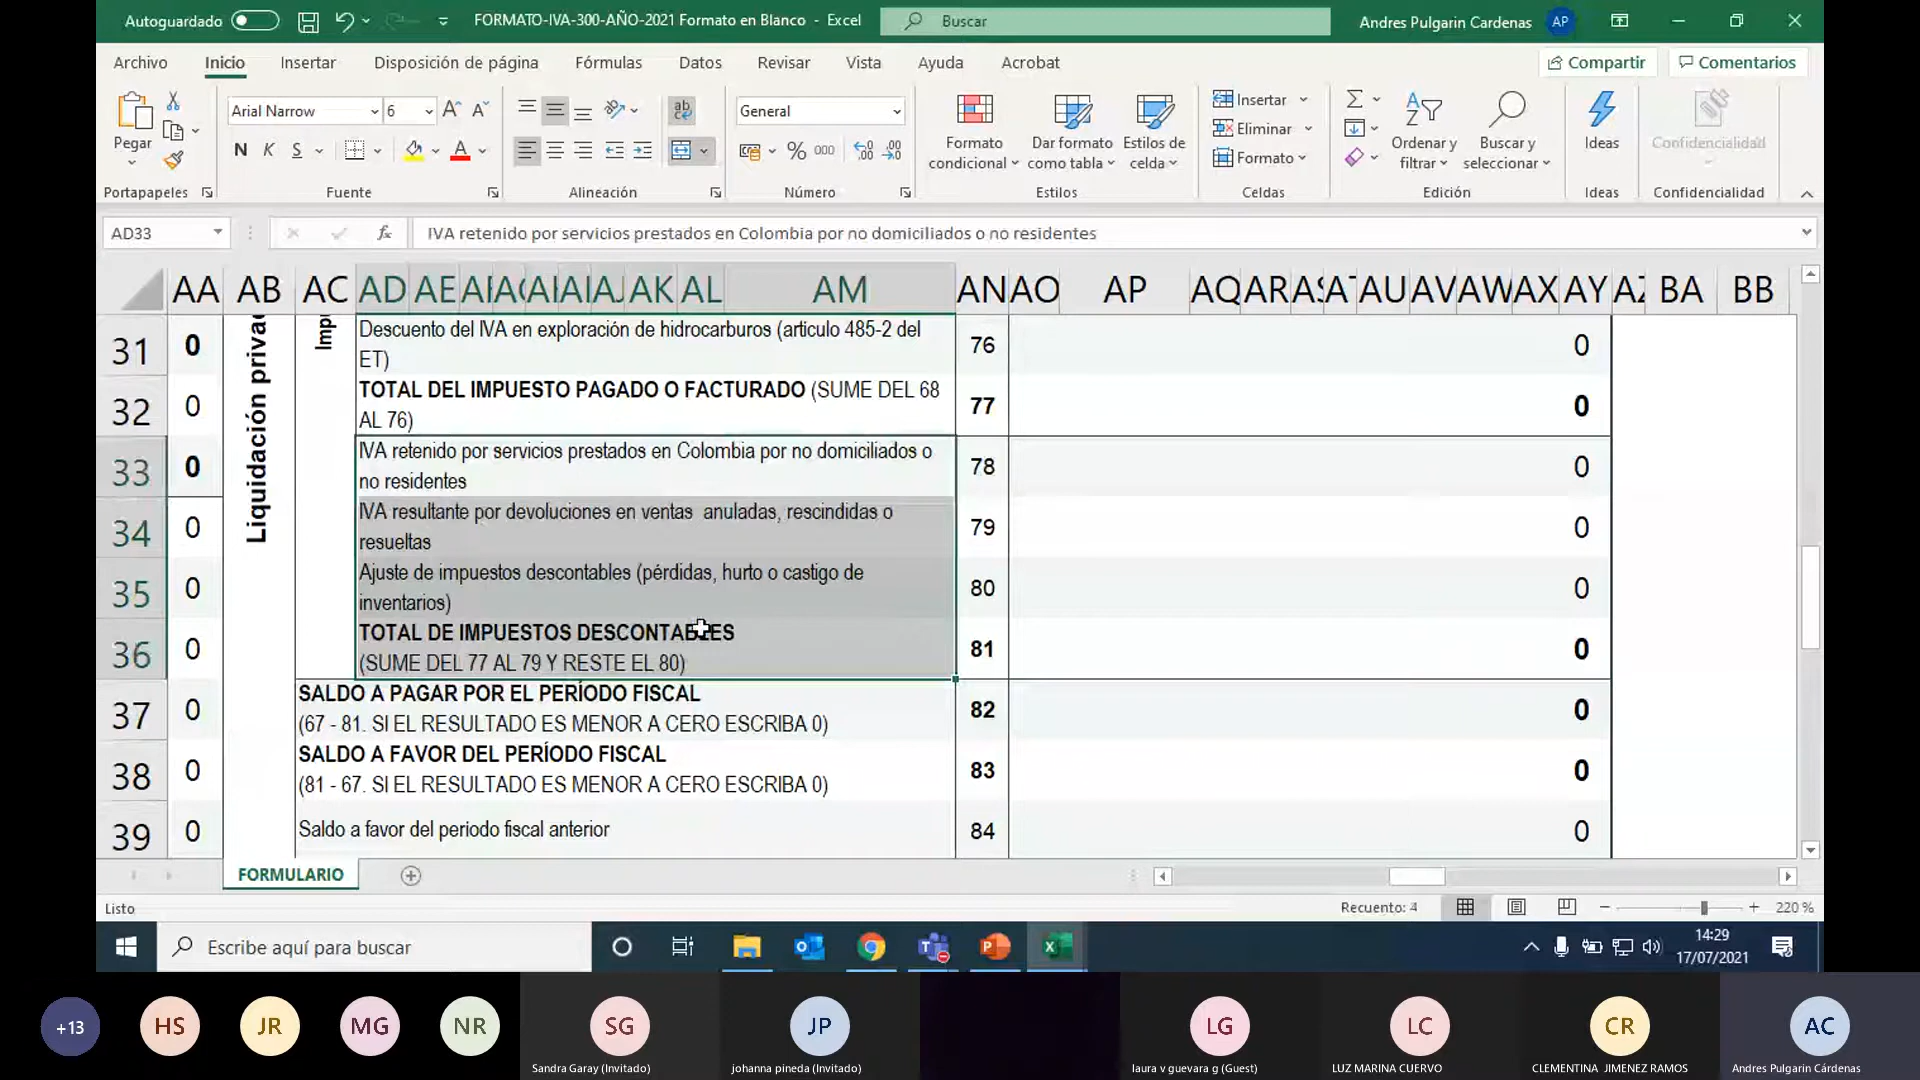 Autoguardado
FORMATO-IVA-300-AÑO-2021 Formato en Blanco - Excel
Buscar
Andres Pulgarin Cardenas
AP
Archivo
Inicio
Insertar
Disposición de página
Fórmulas
Datos
Revisar
Vista
Ayuda
Acrobat
Compartir
Comentarios
Pegar
Arial Narrow
6
N K S
General
% 000
Formato condicional
Dar formato como tabla
Estilos de celda
Insertar
Eliminar
Formato
Ordenar y filtrar
Buscar y seleccionar
Ideas
Confidencialidad
Portapapeles
Fuente
Alineación
Número
Estilos
Celdas
Edición
Ideas
Confidencialidad
AD33
fx
IVA retenido por servicios prestados en Colombia por no domiciliados o no residentes
AA AB AC AD AE AK AL AM AN AO AP AQ AR AU AV AW AX AY AZ BA BB
Liquidación priva
Imp
31 0 Descuento del IVA en exploración de hidrocarburos (articulo 485-2 del 76 0
ET)
32 0 TOTAL DEL IMPUESTO PAGADO O FACTURADO (SUME DEL 68 77 0
AL 76)
33 0 IVA retenido por servicios prestados en Colombia por no domiciliados o 78 0
no residentes
34 0 IVA resultante por devoluciones en ventas anuladas, rescindidas o 79 0
resueltas
35 0 Ajuste de impuestos descontables (pérdidas, hurto o castigo de 80 0
inventarios)
36 0 TOTAL DE IMPUESTOS DESCONTABLES 81 0
(SUME DEL 77 AL 79 Y RESTE EL 80)
37 0 SALDO A PAGAR POR EL PERÍODO FISCAL 82 0
(67 - 81. SI EL RESULTADO ES MENOR A CERO ESCRIBA 0)
38 0 SALDO A FAVOR DEL PERÍODO FISCAL 83 0
(81 - 67. SI EL RESULTADO ES MENOR A CERO ESCRIBA 0)
39 0 Saldo a favor del periodo fiscal anterior 84 0
FORMULARIO
Listo
Recuento: 4
220 %
Escribe aquí para buscar
14:29
17/07/2021
+13
HS
JR
MG
NR
SG
JP
LG
LC
CR
AC
Sandra Garay (Invitado)
johanna pineda (Invitado)
laura v guevara g (Guest)
LUZ MARINA CUERVO
CLEMENTINA JIMENEZ RAMOS
Andres Pulgarin Cárdenas